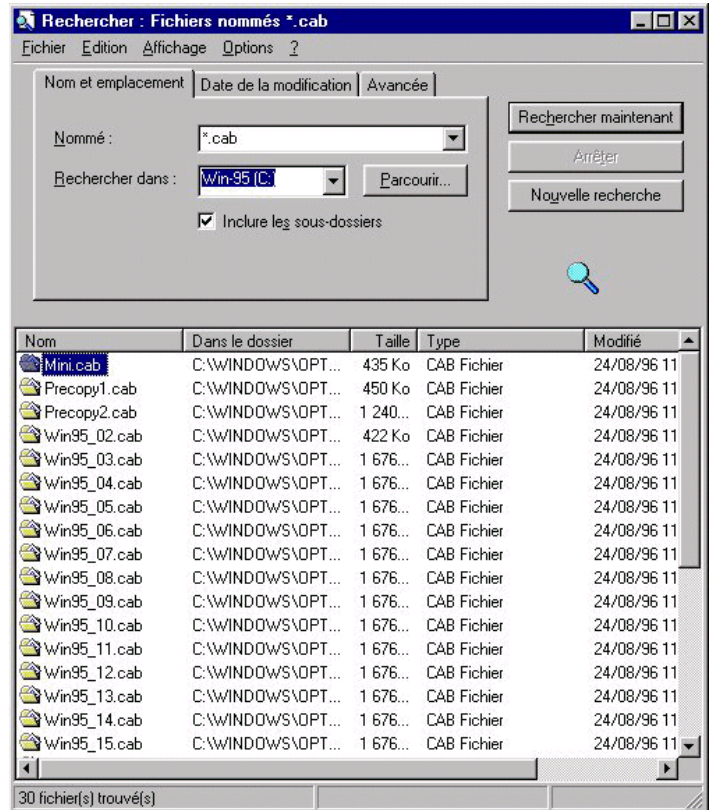 Rechercher : Fichiers nommés *.cab
Fichier Edition Affichage Options ?
Nom et emplacement Date de la modification Avancée
Nommé : *.cab
Rechercher maintenant
Arrêter
Rechercher dans : Win-95 (C:) Parcourir...
Nouvelle recherche
Inclure les sous-dossiers
Nom Dans le dossier Taille Type Modifié
Mini.cab C:\WINDOWS\OPT... 435 Ko CAB Fichier 24/08/96 11
Precopy1.cab C:\WINDOWS\OPT... 450 Ko CAB Fichier 24/08/96 11
Precopy2.cab C:\WINDOWS\OPT... 1 240... CAB Fichier 24/08/96 11
Win95_02.cab C:\WINDOWS\OPT... 422 Ko CAB Fichier 24/08/96 11
Win95_03.cab C:\WINDOWS\OPT... 1 676... CAB Fichier 24/08/96 11
Win95_04.cab C:\WINDOWS\OPT... 1 676... CAB Fichier 24/08/96 11
Win95_05.cab C:\WINDOWS\OPT... 1 676... CAB Fichier 24/08/96 11
Win95_06.cab C:\WINDOWS\OPT... 1 676... CAB Fichier 24/08/96 11
Win95_07.cab C:\WINDOWS\OPT... 1 676... CAB Fichier 24/08/96 11
Win95_08.cab C:\WINDOWS\OPT... 1 676... CAB Fichier 24/08/96 11
Win95_09.cab C:\WINDOWS\OPT... 1 676... CAB Fichier 24/08/96 11
Win95_10.cab C:\WINDOWS\OPT... 1 676... CAB Fichier 24/08/96 11
Win95_11.cab C:\WINDOWS\OPT... 1 676... CAB Fichier 24/08/96 11
Win95_12.cab C:\WINDOWS\OPT... 1 676... CAB Fichier 24/08/96 11
Win95_13.cab C:\WINDOWS\OPT... 1 676... CAB Fichier 24/08/96 11
Win95_14.cab C:\WINDOWS\OPT... 1 676... CAB Fichier 24/08/96 11
Win95_15.cab C:\WINDOWS\OPT... 1 676... CAB Fichier 24/08/96 11
30 fichier(s) trouvé(s)